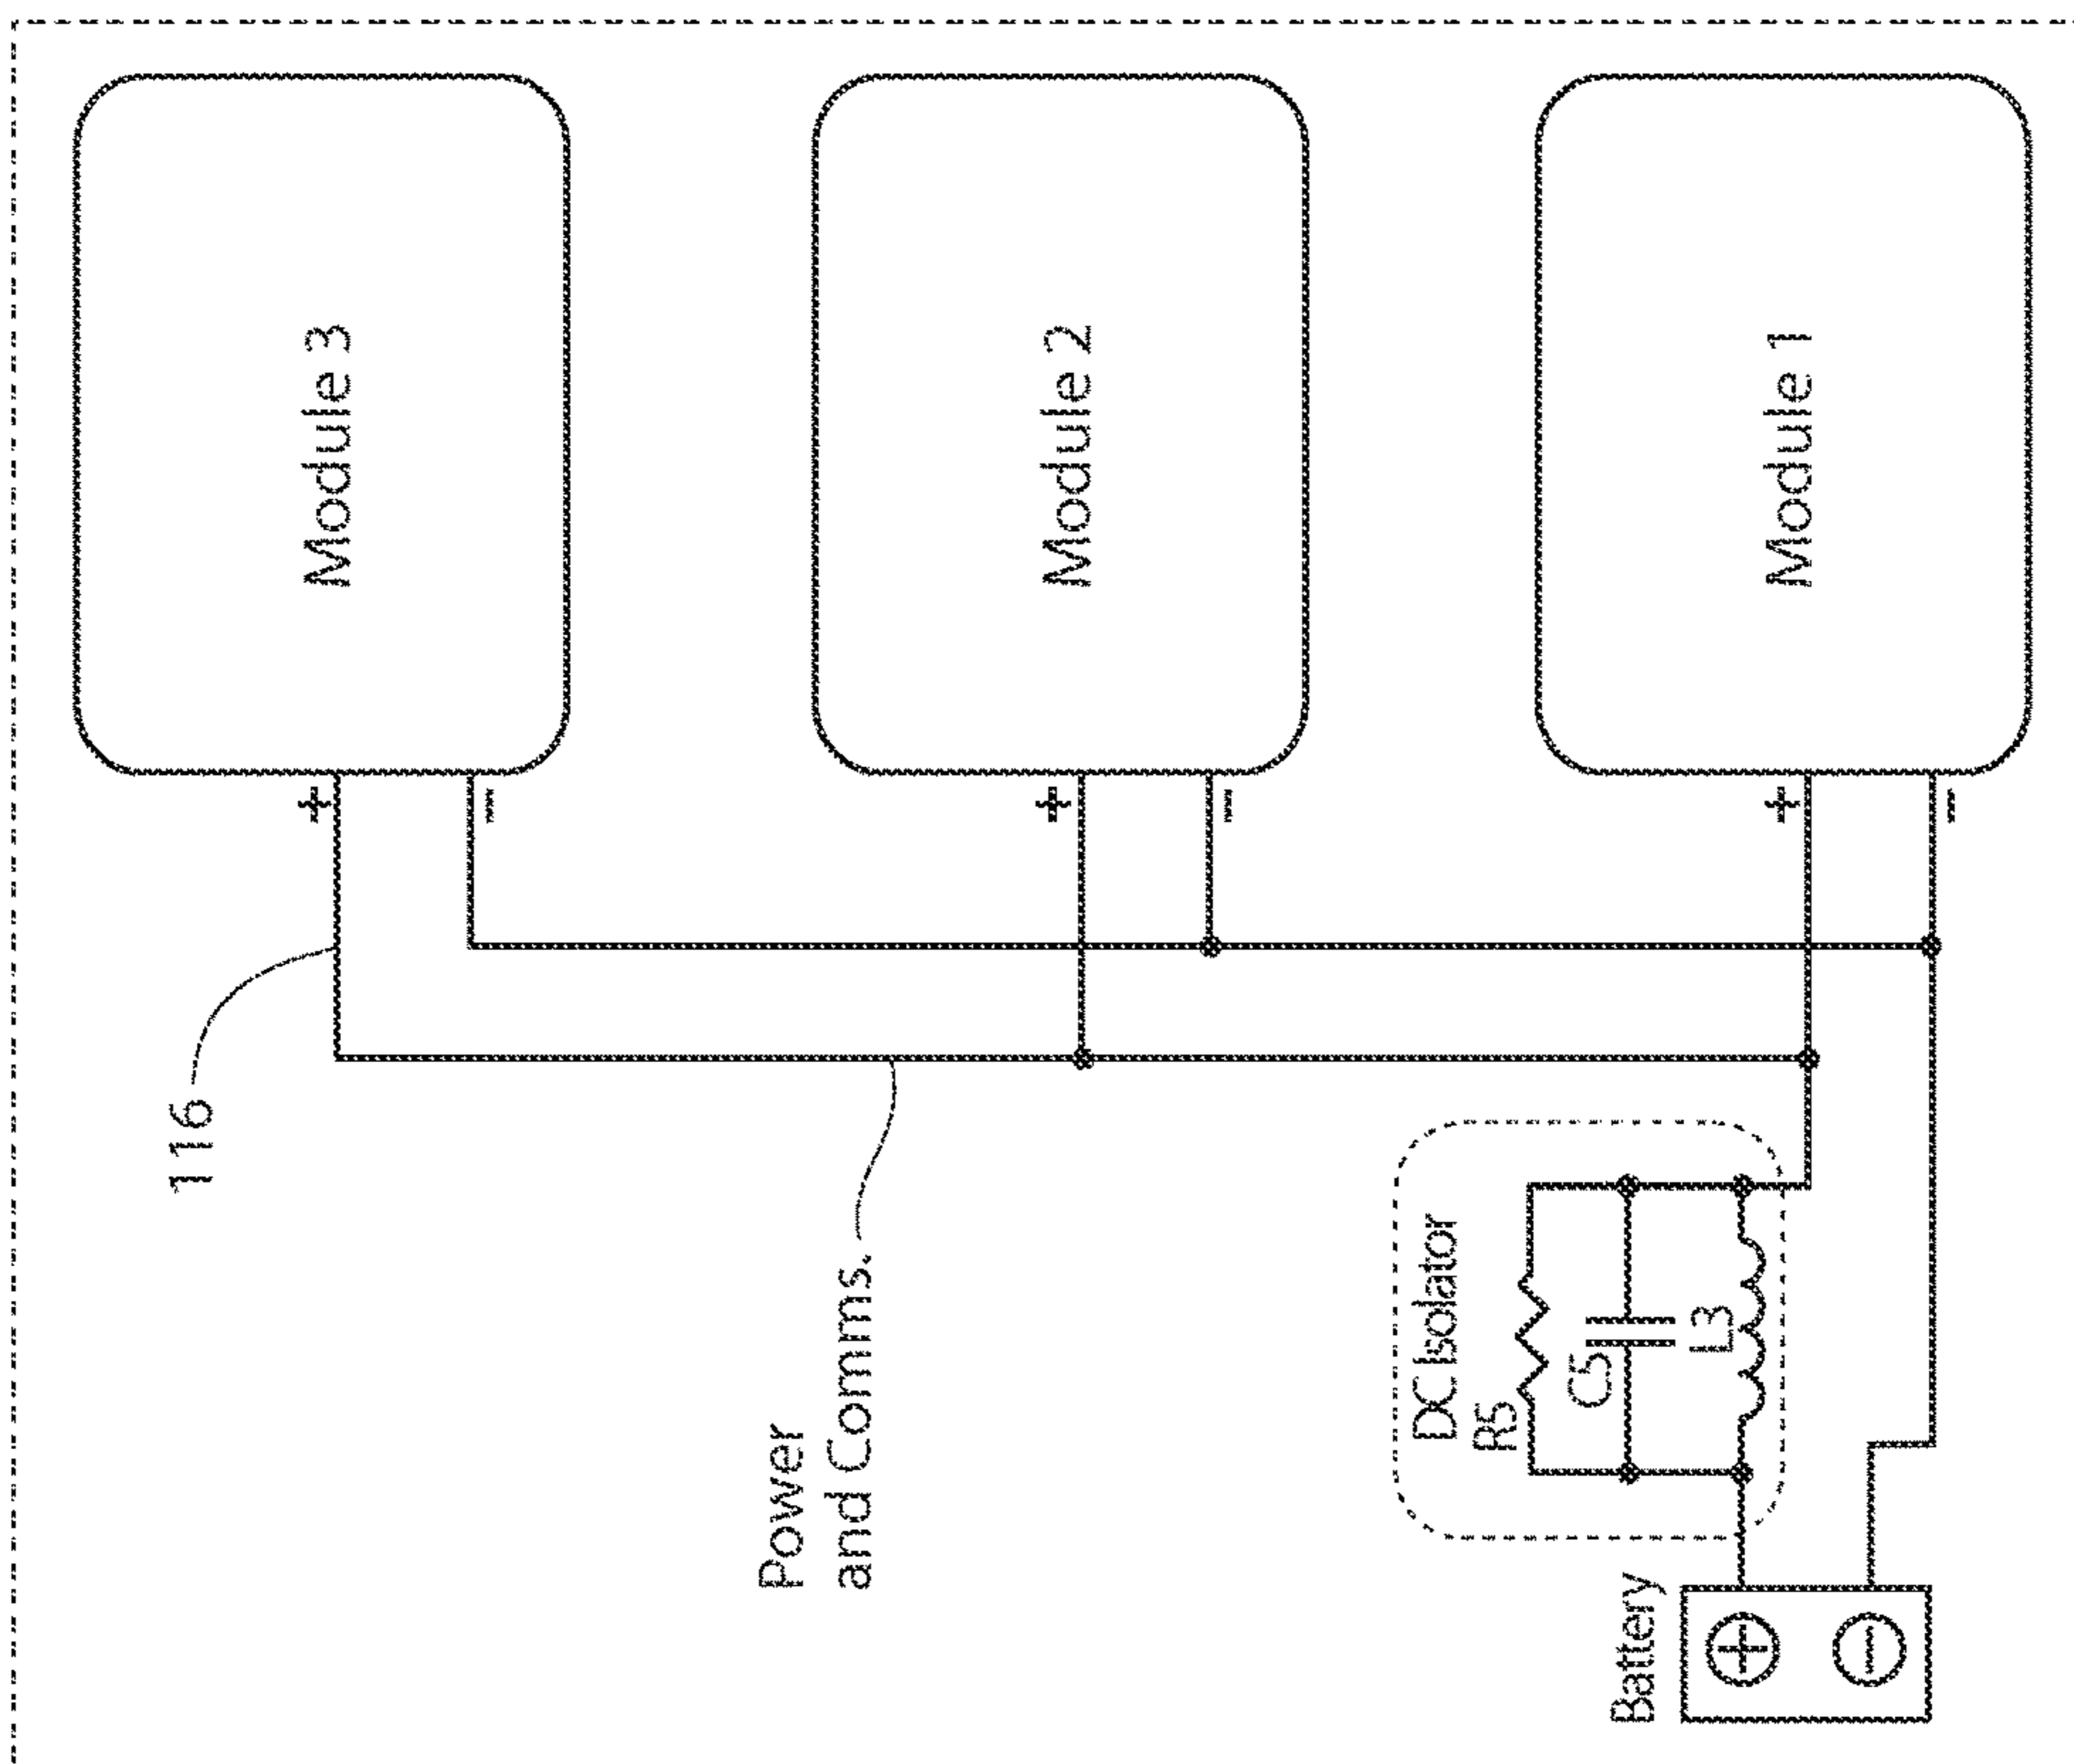 Module 3
Module 2
Module 1
+
-
+
-
+
-
116
Power
and Comms.
DC Isolator
R5
C5
L3
Battery
+
-